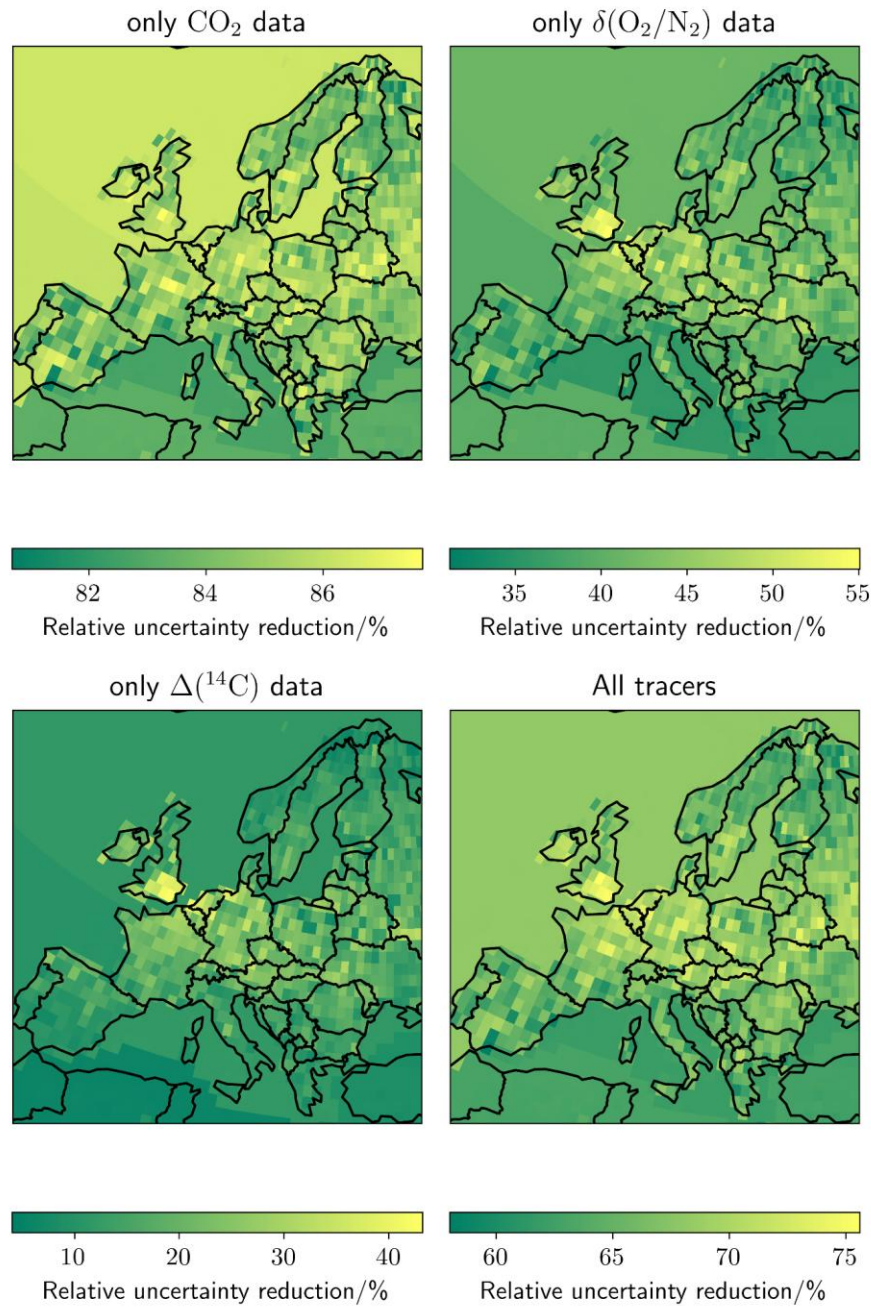 only CO₂ data
only δ(O₂/N₂) data
82 84 86
Relative uncertainty reduction/%
35 40 45 50 55
Relative uncertainty reduction/%
only Δ(¹⁴C) data
All tracers
10 20 30 40
Relative uncertainty reduction/%
60 65 70 75
Relative uncertainty reduction/%